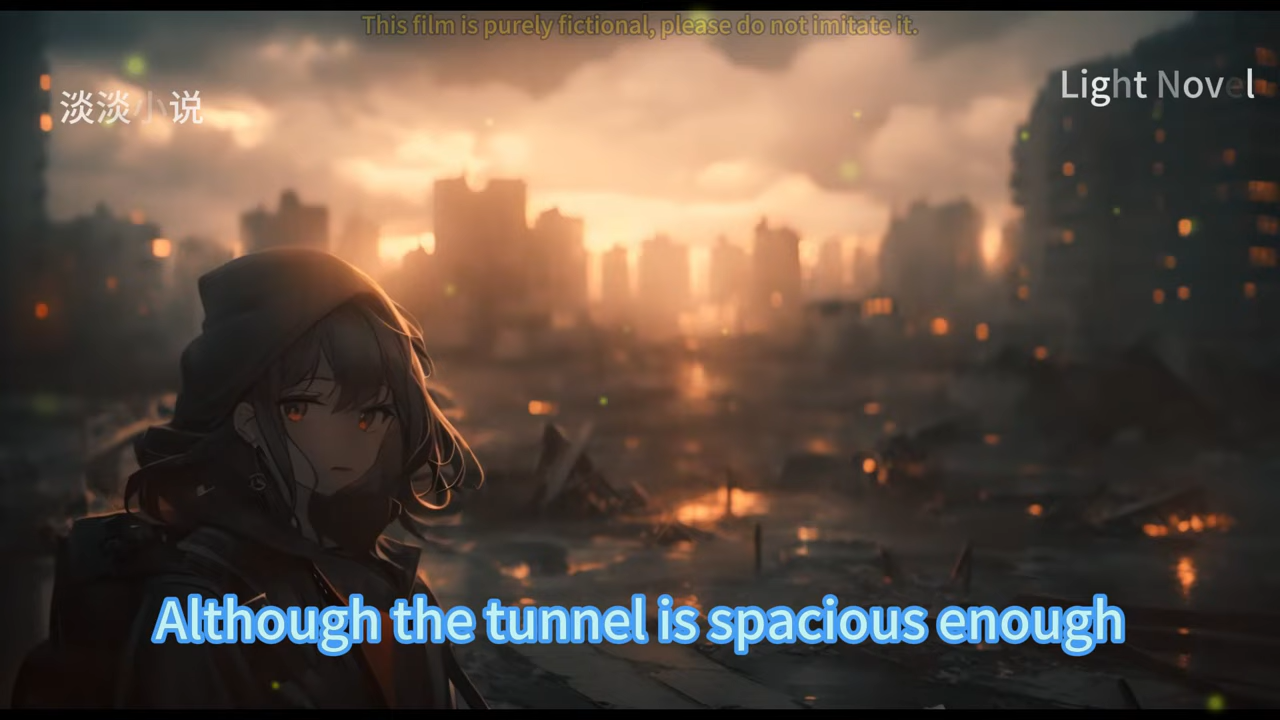 This film is purely fictional, please do not imitate it.
淡淡小说
Light Novel
Although the tunnel is spacious enough